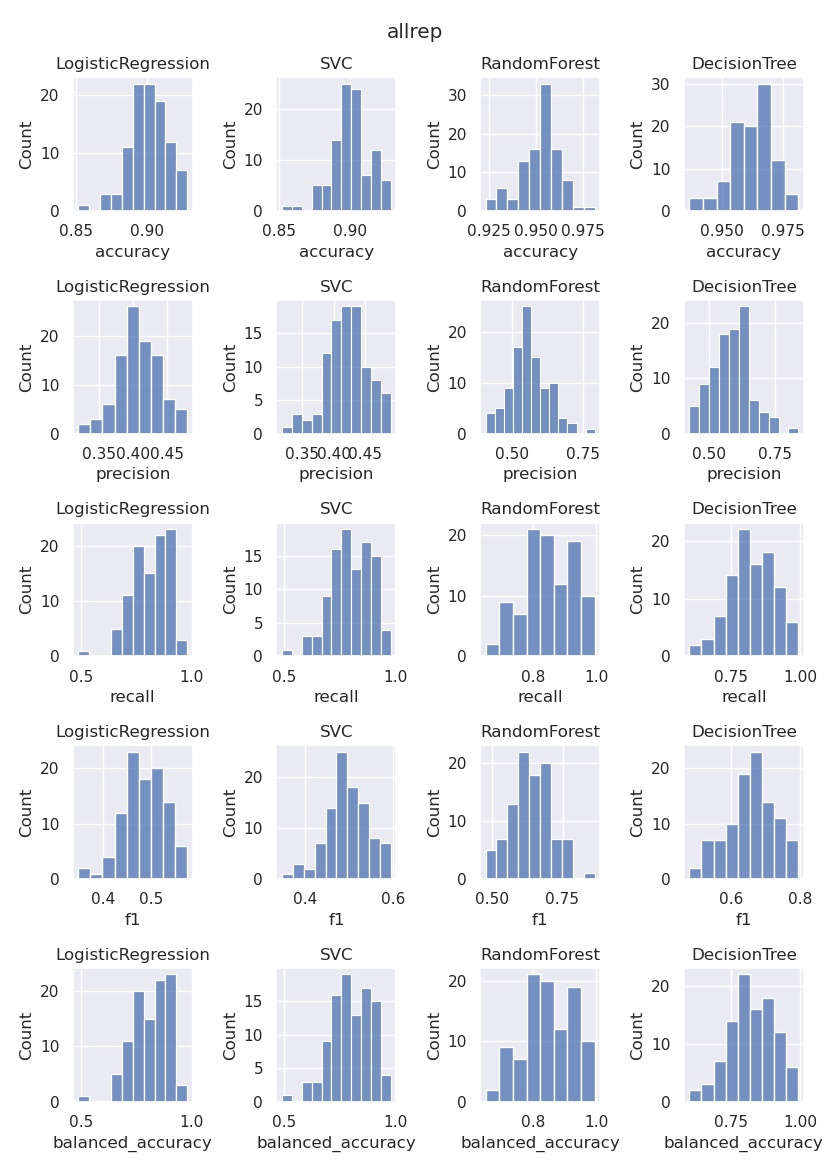 allrep
LogisticRegression SVC RandomForest DecisionTree
Count 0 10 20 0.85 0.90 accuracy
Count 0 10 20 0.85 0.90 accuracy
Count 0 10 20 30 0.925 0.950 0.975 accuracy
Count 0 10 20 30 0.950 0.975 accuracy
LogisticRegression SVC RandomForest DecisionTree
Count 0 10 20 0.35 0.40 0.45 precision
Count 0 5 10 15 0.35 0.40 0.45 precision
Count 0 10 20 0.50 0.75 precision
Count 0 10 20 0.50 0.75 precision
LogisticRegression SVC RandomForest DecisionTree
Count 0 10 20 0.5 1.0 recall
Count 0 5 10 15 0.5 1.0 recall
Count 0 10 20 0.8 1.0 recall
Count 0 10 20 0.75 1.00 recall
LogisticRegression SVC RandomForest DecisionTree
Count 0 10 20 0.4 0.5 f1
Count 0 10 20 0.4 0.6 f1
Count 0 10 20 0.50 0.75 f1
Count 0 10 20 0.6 0.8 f1
LogisticRegression SVC RandomForest DecisionTree
Count 0 10 20 0.5 1.0 balanced_accuracy
Count 0 5 10 15 0.5 1.0 balanced_accuracy
Count 0 10 20 0.8 1.0 balanced_accuracy
Count 0 10 20 0.75 1.00 balanced_accuracy